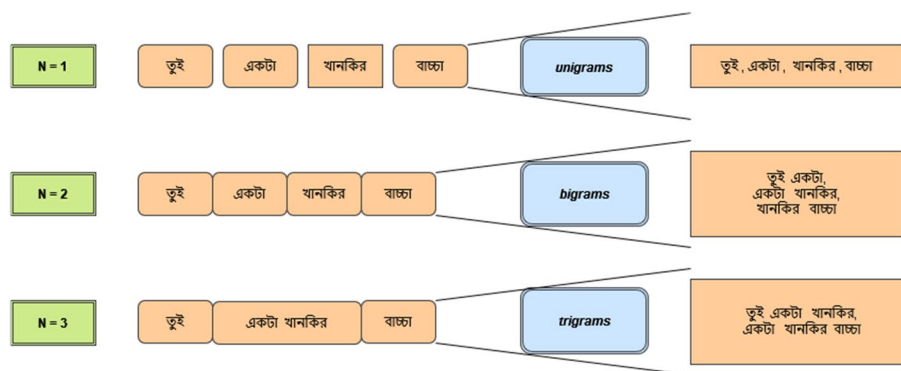 N = 1 তুই একটা খানকির বাচ্চা unigrams তুই , একটা , খানকির , বাচ্চা
N = 2 তুই একটা খানকির বাচ্চা bigrams
তুই একটা,
একটা খানকির,
খানকির বাচ্চা
N = 3 তুই একটা খানকির বাচ্চা trigrams
তুই একটা খানকির,
একটা খানকির বাচ্চা